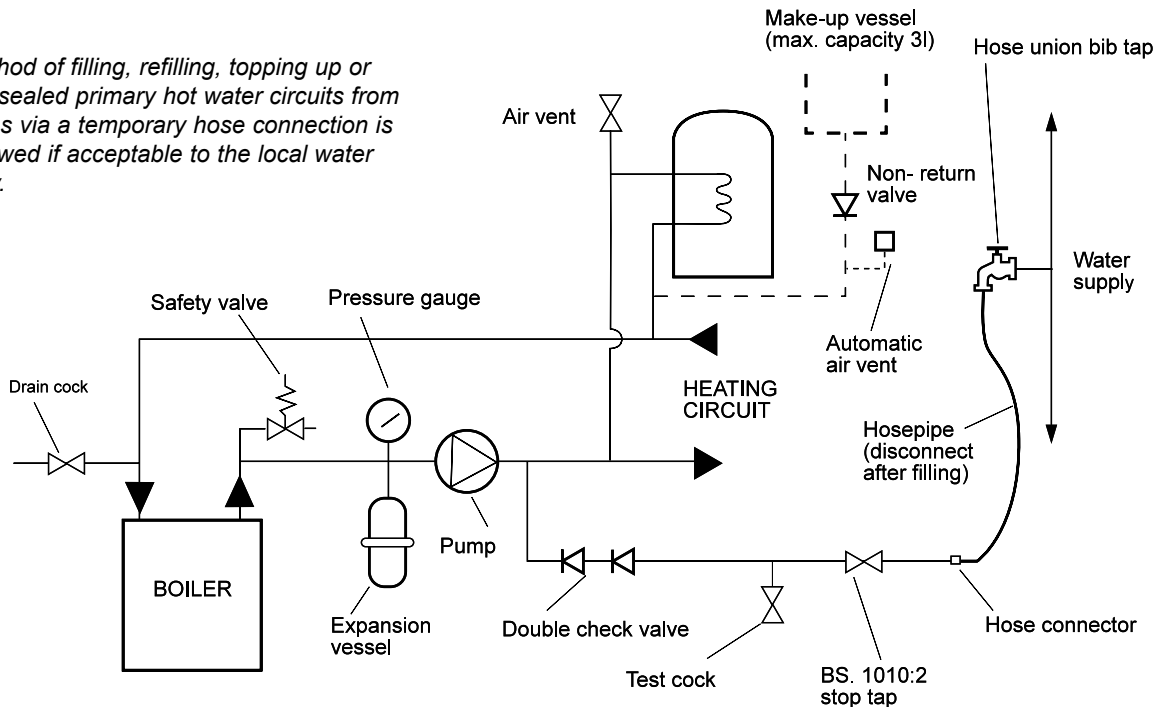 of filling, refilling, topping up or
sealed primary hot water circuits from
via a temporary hose connection is
if acceptable to the local water
Make-up vessel
(max. capacity 3l)
Hose union bib tap
Air vent
Non- return
valve
Water
supply
Safety valve
Pressure gauge
Automatic
air vent
Drain cock
HEATING
CIRCUIT
Hosepipe
(disconnect
after filling)
Pump
BOILER
Expansion
vessel
Double check valve
Hose connector
Test cock
BS. 1010:2
stop tap